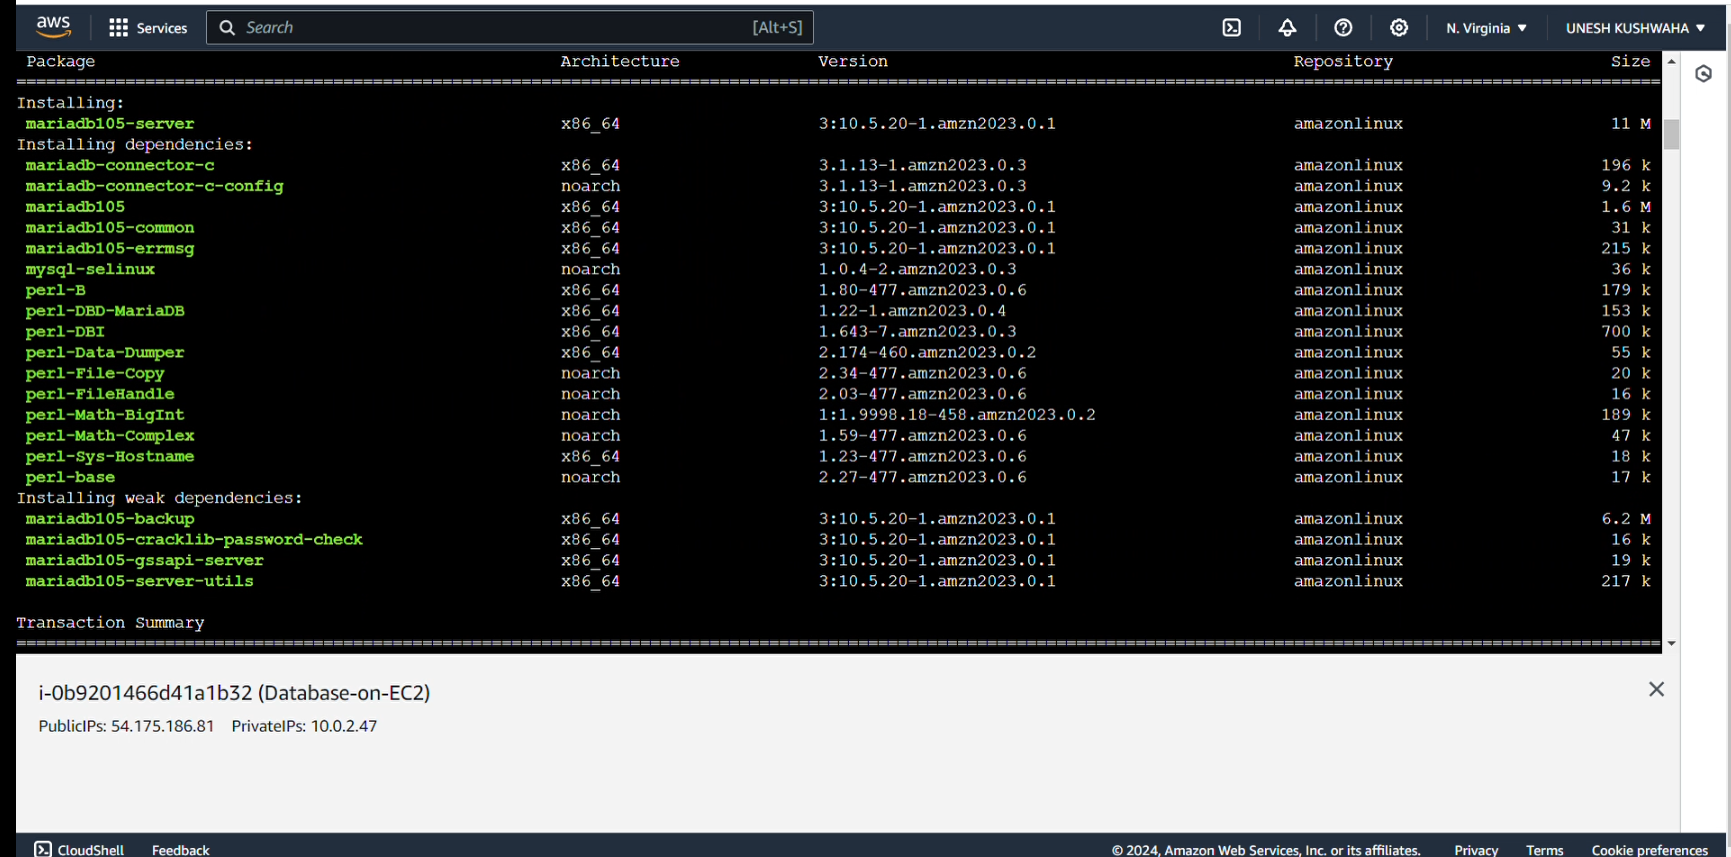 aws Services Search [Alt+S] N. Virginia ▼ UNESH KUSHWAHA ▼
Package Architecture Version Repository Size
Installing:
mariadb105-server x86_64 3:10.5.20-1.amzn2023.0.1 amazonlinux 11 M
Installing dependencies:
mariadb-connector-c x86_64 3.1.13-1.amzn2023.0.3 amazonlinux 196 k
mariadb-connector-c-config noarch 3.1.13-1.amzn2023.0.3 amazonlinux 9.2 k
mariadb105 x86_64 3:10.5.20-1.amzn2023.0.1 amazonlinux 1.6 M
mariadb105-common x86_64 3:10.5.20-1.amzn2023.0.1 amazonlinux 31 k
mariadb105-errmsg x86_64 3:10.5.20-1.amzn2023.0.1 amazonlinux 215 k
mysql-selinux noarch 1.0.4-2.amzn2023.0.3 amazonlinux 36 k
perl-B x86_64 1.80-477.amzn2023.0.6 amazonlinux 179 k
perl-DBD-MariaDB x86_64 1.22-1.amzn2023.0.4 amazonlinux 153 k
perl-DBI x86_64 1.643-7.amzn2023.0.3 amazonlinux 700 k
perl-Data-Dumper x86_64 2.174-460.amzn2023.0.2 amazonlinux 55 k
perl-File-Copy noarch 2.34-477.amzn2023.0.6 amazonlinux 20 k
perl-FileHandle noarch 2.03-477.amzn2023.0.6 amazonlinux 16 k
perl-Math-BigInt noarch 1:1.9998.18-458.amzn2023.0.2 amazonlinux 189 k
perl-Math-Complex noarch 1.59-477.amzn2023.0.6 amazonlinux 47 k
perl-Sys-Hostname x86_64 1.23-477.amzn2023.0.6 amazonlinux 18 k
perl-base noarch 2.27-477.amzn2023.0.6 amazonlinux 17 k
Installing weak dependencies:
mariadb105-backup x86_64 3:10.5.20-1.amzn2023.0.1 amazonlinux 6.2 M
mariadb105-cracklib-password-check x86_64 3:10.5.20-1.amzn2023.0.1 amazonlinux 16 k
mariadb105-gssapi-server x86_64 3:10.5.20-1.amzn2023.0.1 amazonlinux 19 k
mariadb105-server-utils x86_64 3:10.5.20-1.amzn2023.0.1 amazonlinux 217 k
Transaction Summary
i-0b9201466d41a1b32 (Database-on-EC2)
PublicIPs: 54.175.186.81 PrivateIPs: 10.0.2.47
CloudShell Feedback © 2024, Amazon Web Services, Inc. or its affiliates. Privacy Terms Cookie preferences